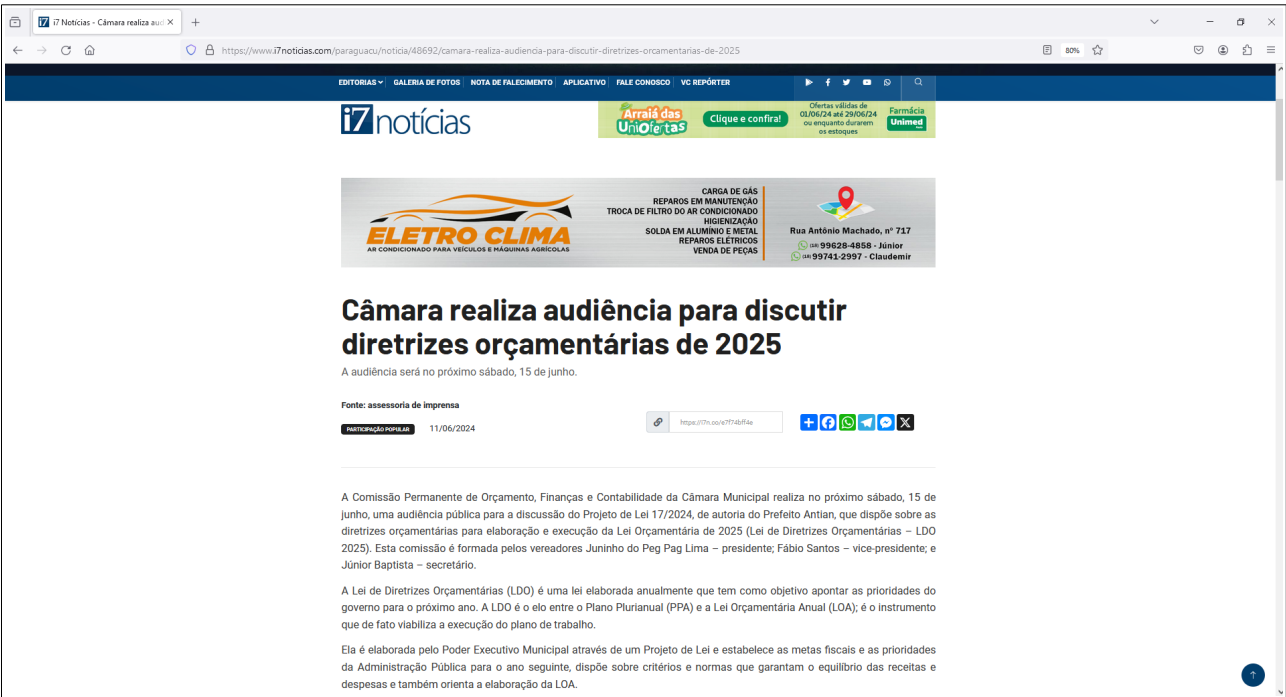 i7 Notícias - Câmara realiza aud
https://www.i7noticias.com/paraguacu/noticia/48692/camara-realiza-audiencia-para-discutir-diretrizes-orcamentarias-de-2025
80%
EDITORIAS GALERIA DE FOTOS NOTA DE FALECIMENTO APLICATIVO FALE CONOSCO VC REPÓRTER
i7 notícias
Arraiá das
UniOfertas
Clique e confira!
Ofertas válidas de
01/06/24 até 29/06/24
ou enquanto durarem
os estoques
Farmácia
Unimed
ELETRO CLIMA
AR CONDICIONADO PARA VEÍCULOS E MÁQUINAS AGRÍCOLAS
CARGA DE GÁS
REPAROS EM MANUTENÇÃO
TROCA DE FILTRO DO AR CONDICIONADO
HIGIENIZAÇÃO
SOLDA EM ALUMÍNIO E METAL
REPAROS ELÉTRICOS
VENDA DE PEÇAS
Rua Antônio Machado, nº 717
(18) 99628-4858 - Júnior
(18) 99741-2997 - Claudemir
Câmara realiza audiência para discutir
diretrizes orçamentárias de 2025
A audiência será no próximo sábado, 15 de junho.
Fonte: assessoria de imprensa
PARTICIPAÇÃO POPULAR 11/06/2024
https://i7n.co/e7f74bff4e
A Comissão Permanente de Orçamento, Finanças e Contabilidade da Câmara Municipal realiza no próximo sábado, 15 de
junho, uma audiência pública para a discussão do Projeto de Lei 17/2024, de autoria do Prefeito Antian, que dispõe sobre as
diretrizes orçamentárias para elaboração e execução da Lei Orçamentária de 2025 (Lei de Diretrizes Orçamentárias – LDO
2025). Esta comissão é formada pelos vereadores Juninho do Peg Pag Lima – presidente; Fábio Santos – vice-presidente; e
Júnior Baptista – secretário.
A Lei de Diretrizes Orçamentárias (LDO) é uma lei elaborada anualmente que tem como objetivo apontar as prioridades do
governo para o próximo ano. A LDO é o elo entre o Plano Plurianual (PPA) e a Lei Orçamentária Anual (LOA); é o instrumento
que de fato viabiliza a execução do plano de trabalho.
Ela é elaborada pelo Poder Executivo Municipal através de um Projeto de Lei e estabelece as metas fiscais e as prioridades
da Administração Pública para o ano seguinte, dispõe sobre critérios e normas que garantam o equilíbrio das receitas e
despesas e também orienta a elaboração da LOA.